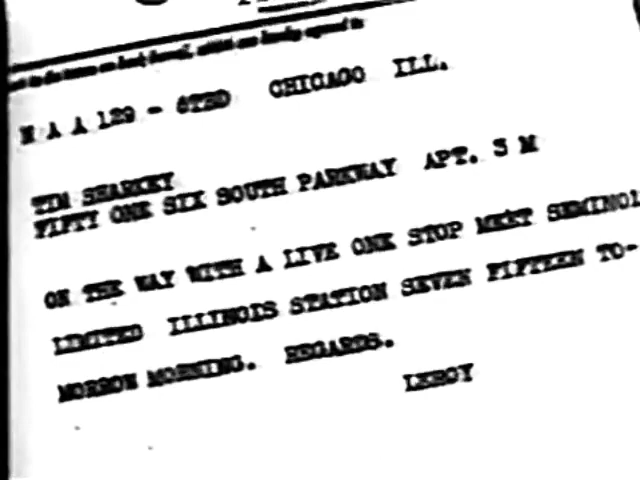 N A A 129 - STED CHICAGO ILL.
TIM SHARKEY
FIFTY ONE SIX SOUTH PARKWAY APT. 3 M
ON THE WAY WITH A LIVE ONE STOP MEET SEMINOL
LIMITED ILLINOIS STATION SEVEN FIFTEEN TO-
MORROW MORNING. REGARDS.
LEROY